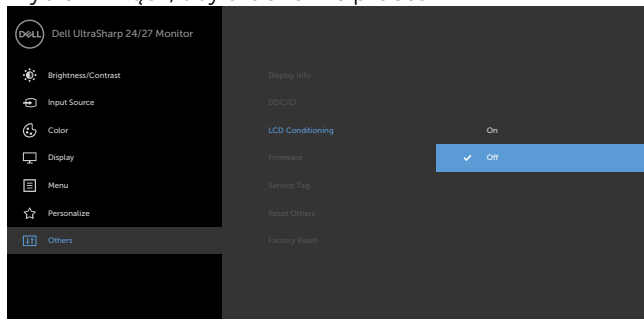 DELL
Dell UltraSharp 24/27 Monitor
Brightness/Contrast
Display Info
Input Source
DDC/CI
Color
LCD Conditioning
On
Display
Firmware
Off
Menu
Service Tag
Personalize
Reset Others
Others
Factory Reset